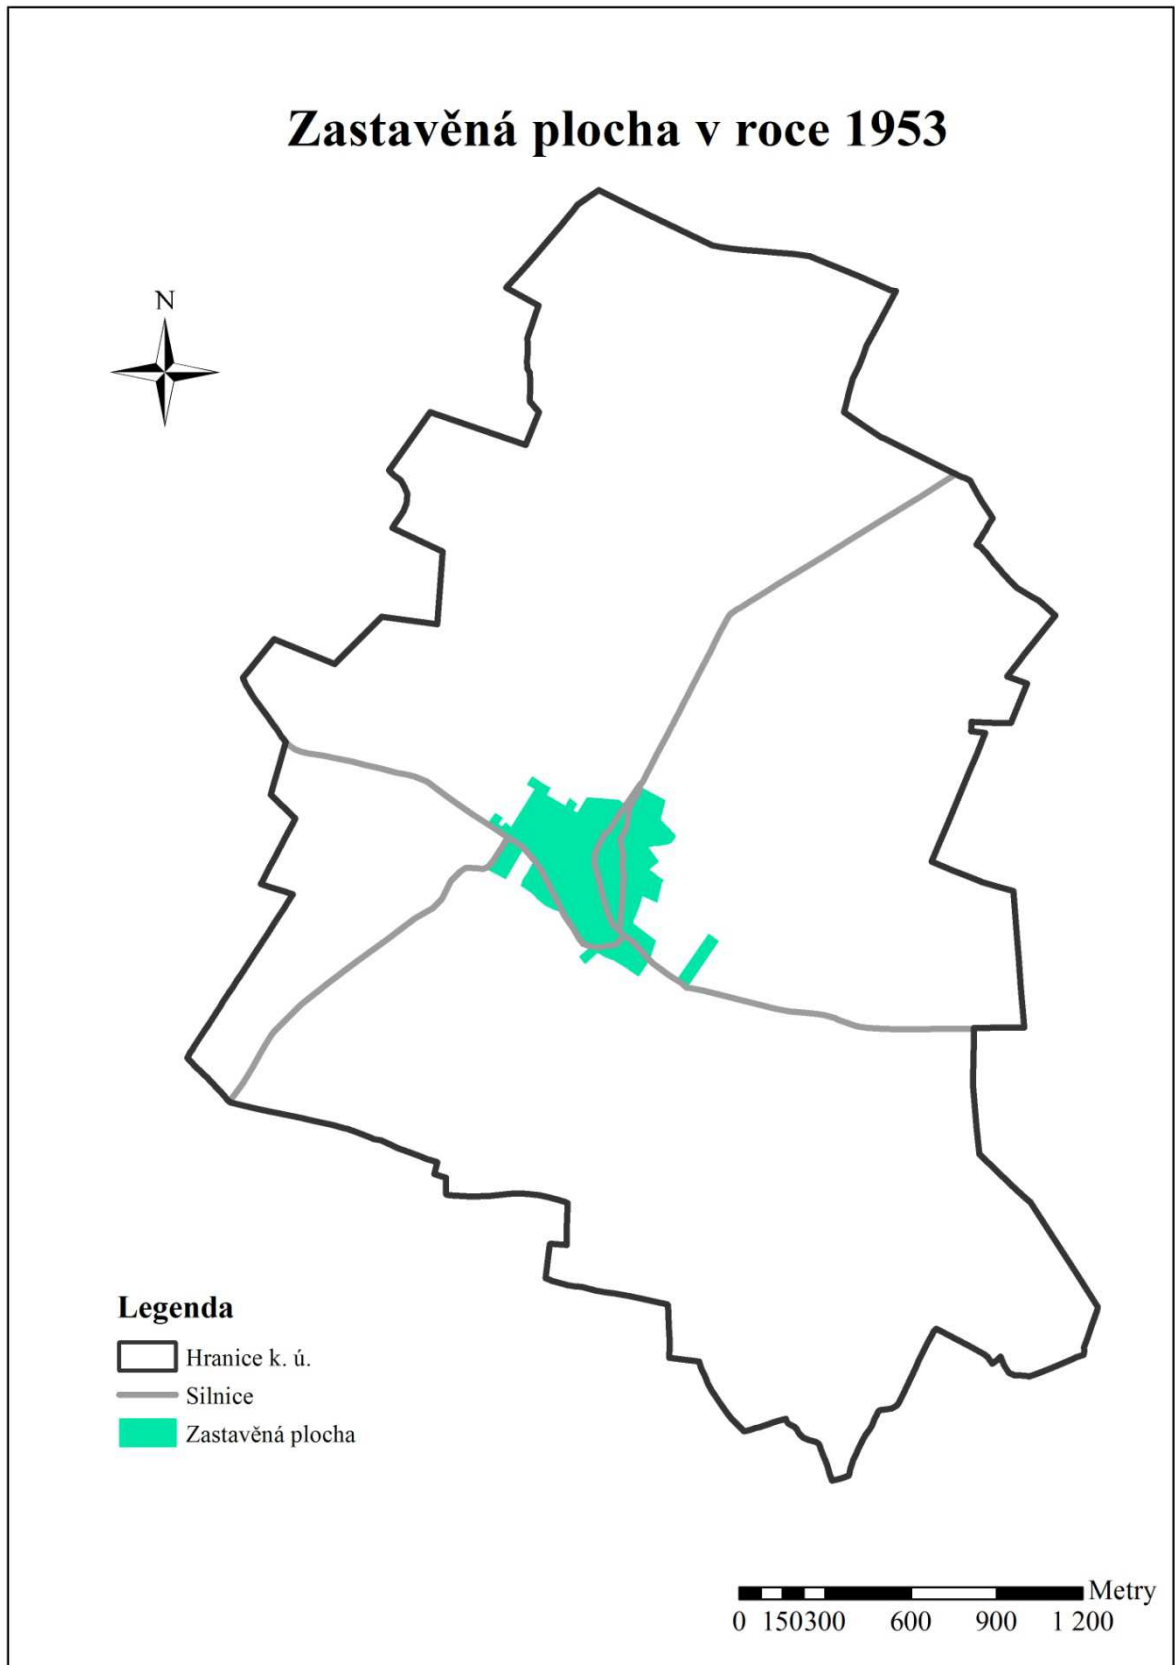 Zastavěná plocha v roce 1953
N
Legenda
Hranice k. ú.
Silnice
Zastavěná plocha
Metry
0 150300 600 900 1 200